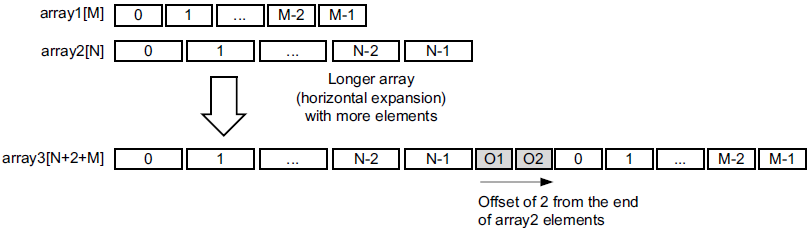 array1[M] 0 1 ... M-2 M-1
array2[N] 0 1 ... N-2 N-1
Longer array
(horizontal expansion)
with more elements
array3[N+2+M] 0 1 ... N-2 N-1 O1 O2 0 1 ... M-2 M-1
Offset of 2 from the end
of array2 elements